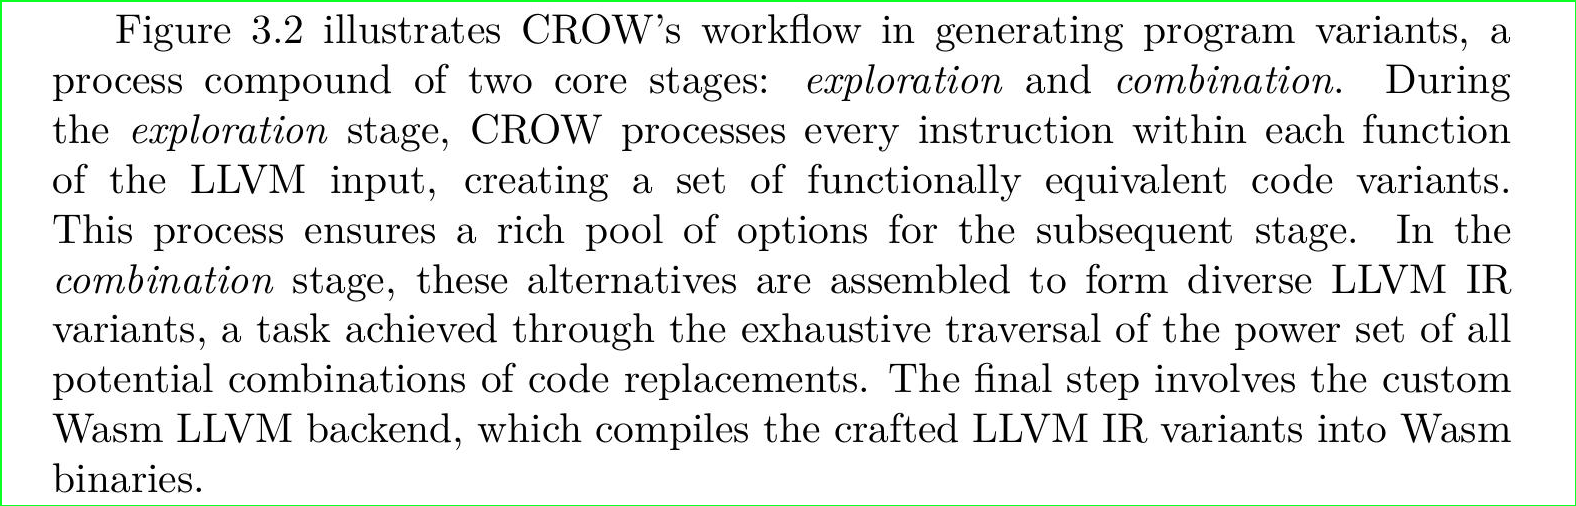 Figure 3.2 illustrates CROW's workflow in generating program variants, a
process compound of two core stages: exploration and combination. During
the exploration stage, CROW processes every instruction within each function
of the LLVM input, creating a set of functionally equivalent code variants.
This process ensures a rich pool of options for the subsequent stage. In the
combination stage, these alternatives are assembled to form diverse LLVM IR
variants, a task achieved through the exhaustive traversal of the power set of all
potential combinations of code replacements. The final step involves the custom
Wasm LLVM backend, which compiles the crafted LLVM IR variants into Wasm
binaries.